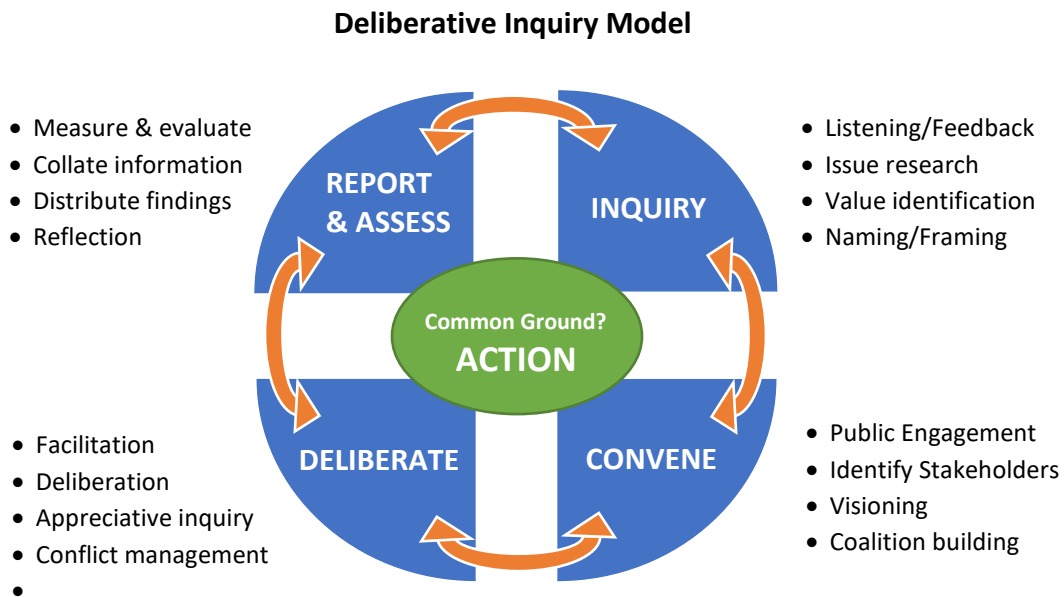 Deliberative Inquiry Model
• Measure & evaluate
• Collate information
• Distribute findings
• Reflection
REPORT
& ASSESS
INQUIRY
• Listening/Feedback
• Issue research
• Value identification
• Naming/Framing
Common Ground?
ACTION
• Facilitation
• Deliberation
• Appreciative inquiry
• Conflict management
•
DELIBERATE
CONVENE
• Public Engagement
• Identify Stakeholders
• Visioning
• Coalition building